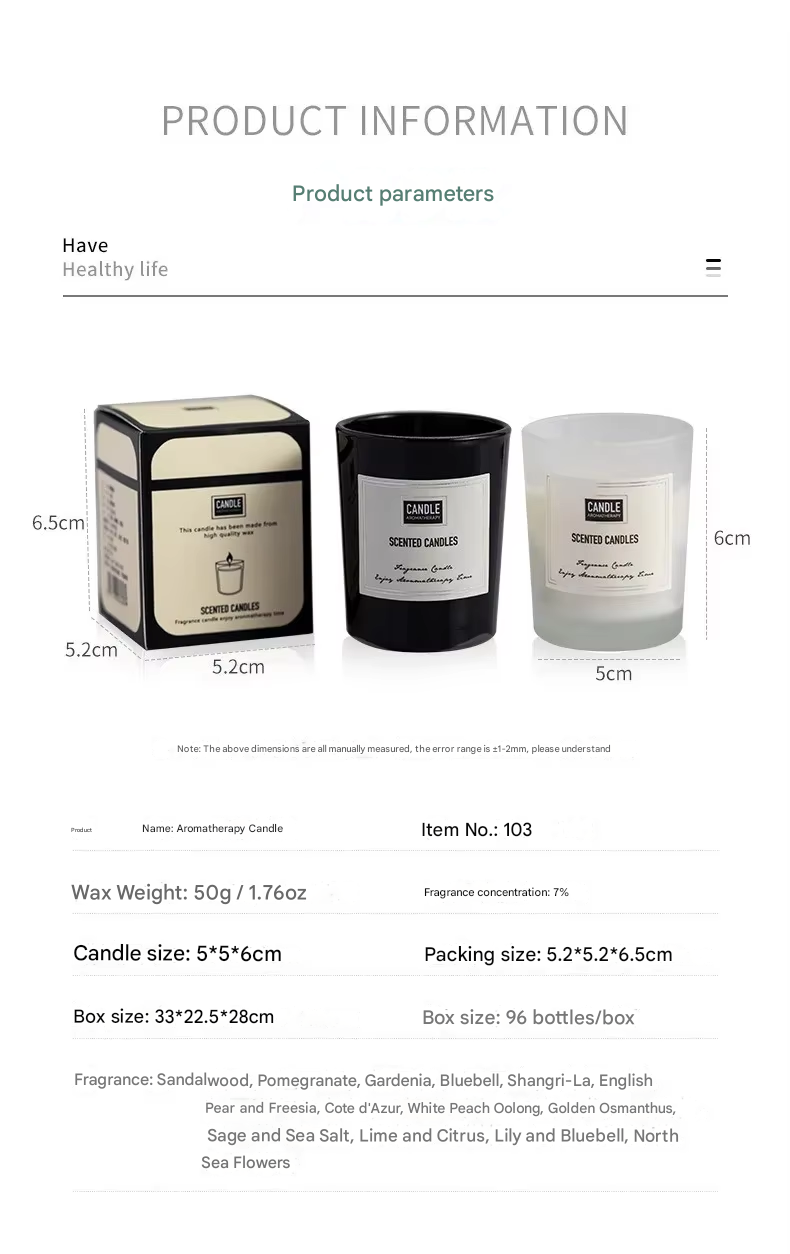 PRODUCT INFORMATION
Product parameters
Have
Healthy life
6.5cm
5.2cm
5.2cm
6cm
5cm
CANDLE
This candle has been made from
high quality wax
SCENTED CANDLES
Fragrance candle enjoy aromatherapy time
CANDLE
AROMATHERAPY
SCENTED CANDLES
Fragrance Candle
Enjoy Aromatherapy Time
CANDLE
AROMATHERAPY
SCENTED CANDLES
Fragrance Candle
Enjoy Aromatherapy Time
Note: The above dimensions are all manually measured, the error range is ±1-2mm, please understand
Product Name: Aromatherapy Candle
Item No.: 103
Wax Weight: 50g / 1.76oz
Fragrance concentration: 7%
Candle size: 5*5*6cm
Packing size: 5.2*5.2*6.5cm
Box size: 33*22.5*28cm
Box size: 96 bottles/box
Fragrance: Sandalwood, Pomegranate, Gardenia, Bluebell, Shangri-La, English
Pear and Freesia, Cote d'Azur, White Peach Oolong, Golden Osmanthus,
Sage and Sea Salt, Lime and Citrus, Lily and Bluebell, North
Sea Flowers